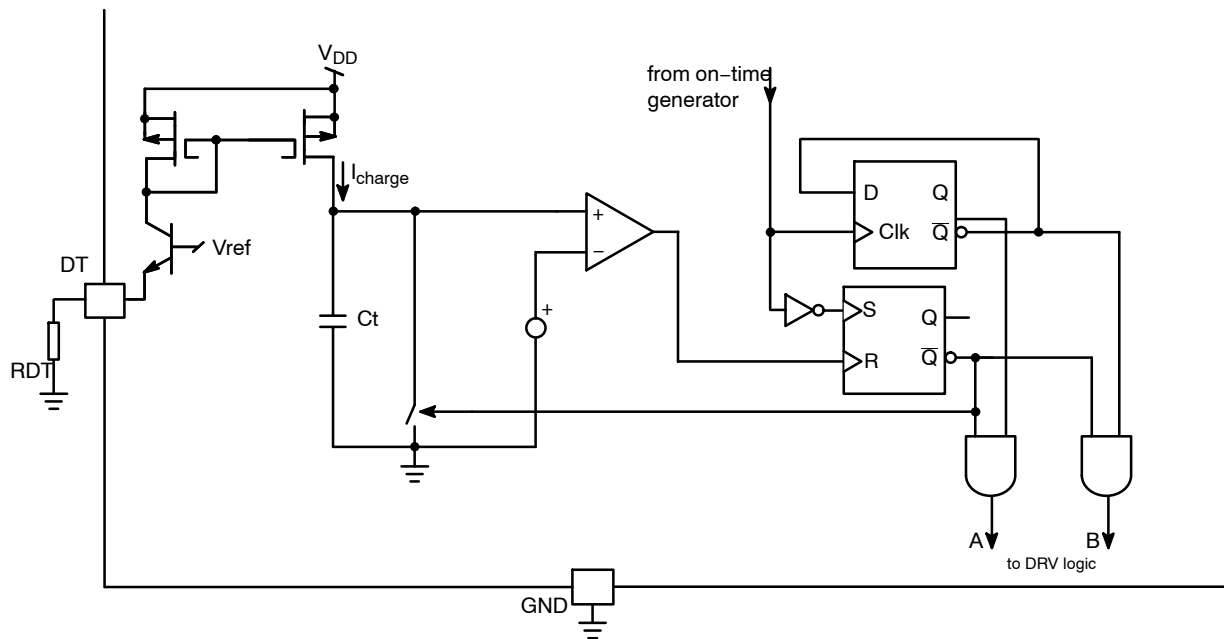 VDD
from on−time
generator
Icharge
D
Q
Clk
Q
Vref
DT
+
−
+
Ct
S
Q
R
Q
RDT
A
B
to DRV logic
GND